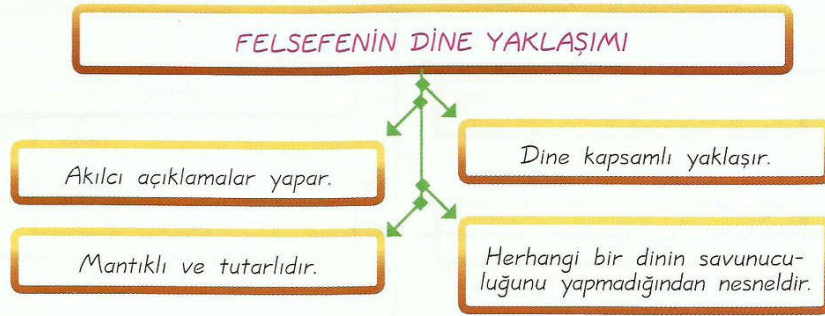 FELSEFENİN DİNE YAKLAŞIMI
Akılcı açıklamalar yapar.
Dine kapsamlı yaklaşır.
Mantıklı ve tutarlıdır.
Herhangi bir dinin savunucu-
luğunu yapmadığından nesneldir.